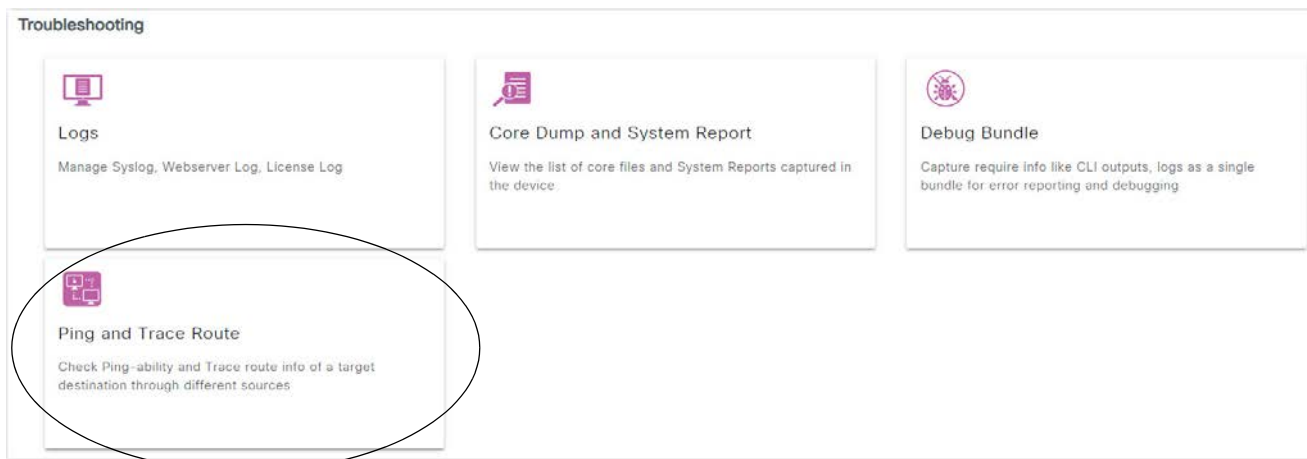 Troubleshooting
Logs
Manage Syslog, Webserver Log, License Log
Core Dump and System Report
View the list of core files and System Reports captured in
the device
Debug Bundle
Capture require info like CLI outputs, logs as a single
bundle for error reporting and debugging
Ping and Trace Route
Check Ping-ability and Trace route info of a target
destination through different sources